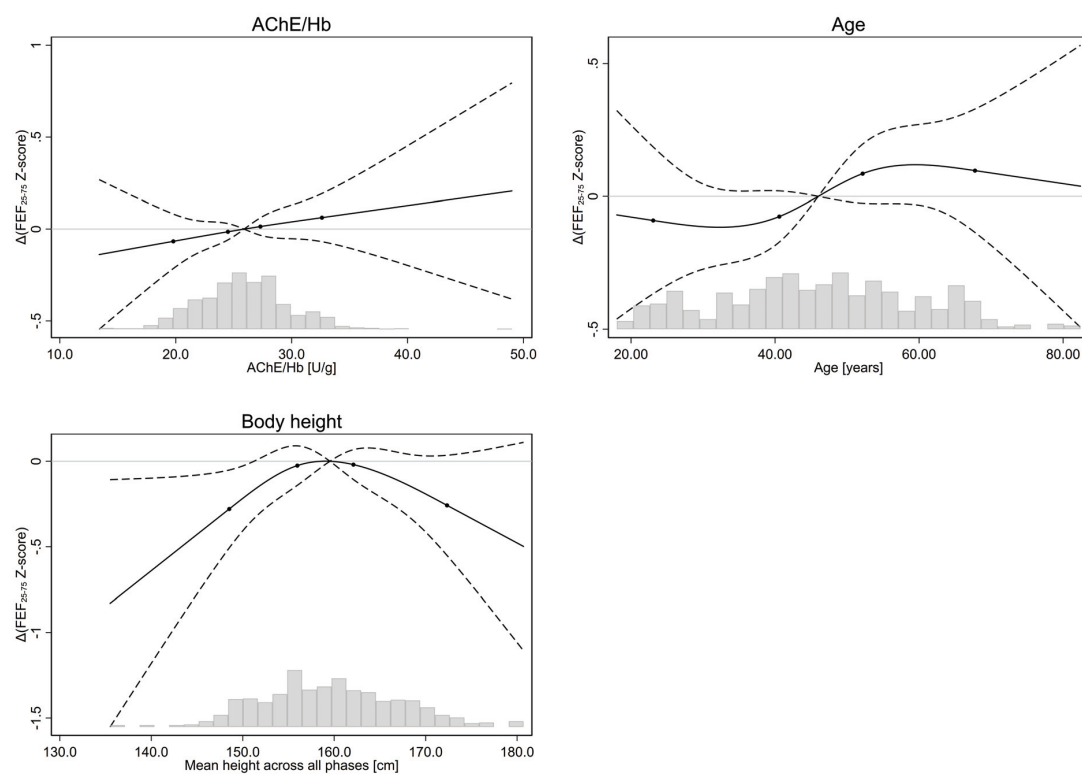 AChE/Hb
Δ(FEF25-75 Z-score)
1
.5
0
-.5
10.0 20.0 30.0 40.0 50.0
AChE/Hb [U/g]
Age
Δ(FEF25-75 Z-score)
.5
0
-.5
20.00 40.00 60.00 80.00
Age [years]
Body height
Δ(FEF25-75 Z-score)
0
-.5
-1
-1.5
130.0 140.0 150.0 160.0 170.0 180.0
Mean height across all phases [cm]